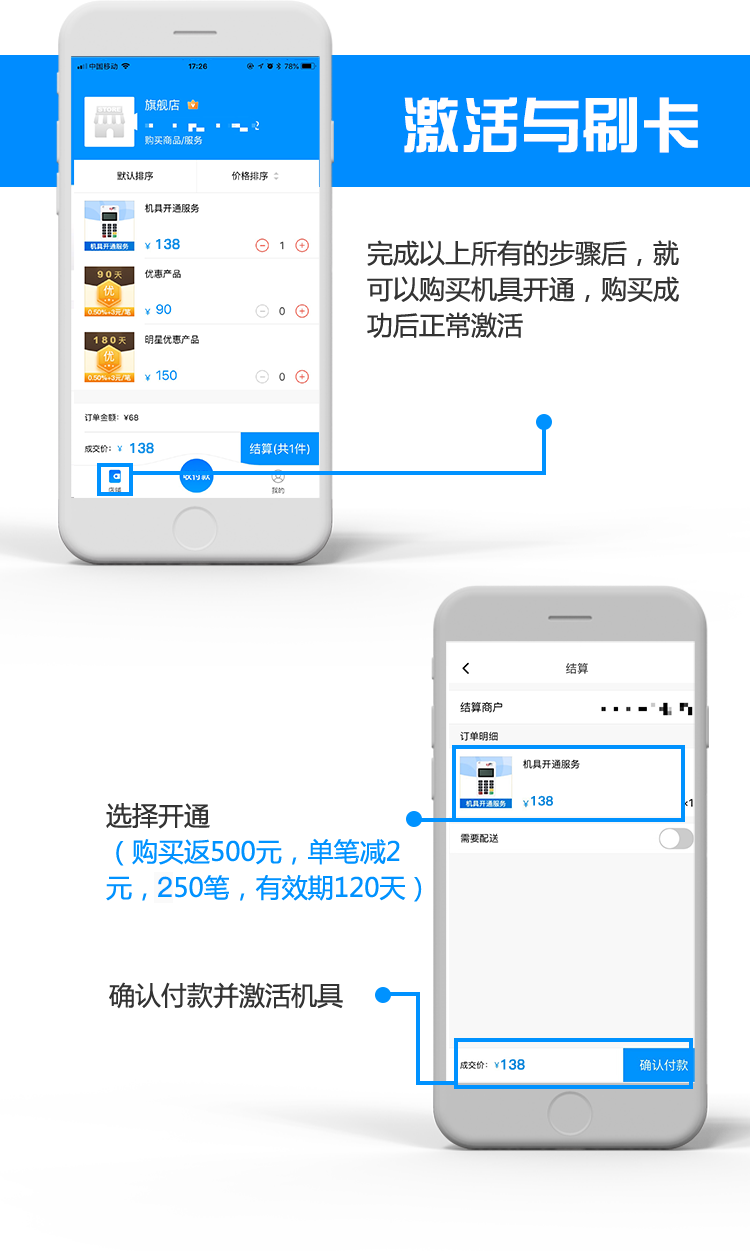 中国移动
17:26
78%
激活与刷卡
旗舰店
购买商品/服务
默认排序
价格排序
机具开通服务
机具开通服务
¥ 138
1
90天
优
0.50%+3元/笔
优惠产品
¥ 90
0
180天
优
0.50%+3元/笔
明星优惠产品
¥ 150
0
订单金额：¥68
成交价：¥ 138
结算(共1件)
店铺
收付款
我的
完成以上所有的步骤后，就
可以购买机具开通，购买成
功后正常激活
结算
结算商户
订单明细
机具开通服务
机具开通服务
¥138
×1
需要配送
选择开通
（购买返500元，单笔减2
元，250笔，有效期120天）
确认付款并激活机具
成交价：¥138
确认付款